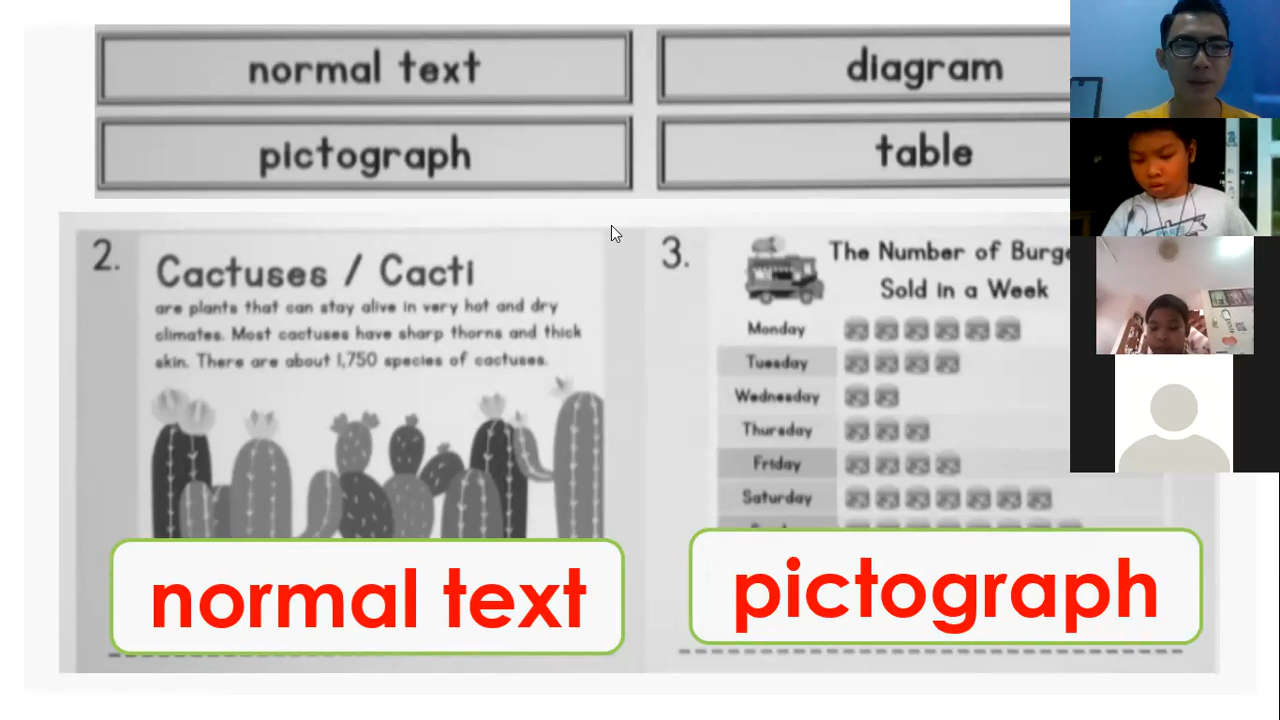 normal text
diagram
pictograph
table
2.
Cactuses / Cacti
are plants that can stay alive in very hot and dry
climates. Most cactuses have sharp thorns and thick
skin. There are about 1,750 species of cactuses.
normal text
3.
The Number of Burge
Sold in a Week
Monday
Tuesday
Wednesday
Thursday
Friday
Saturday
pictograph